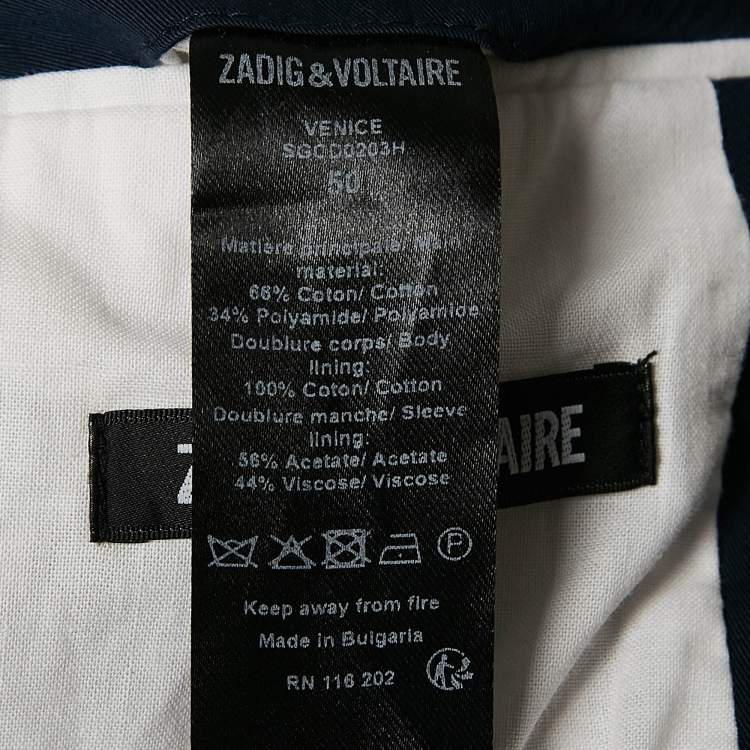 ZADIG&VOLTAIRE
VENICE
SGCD0203H
50
Matière principale/ Main
material:
66% Coton/ Cotton
34% Polyamide/ Polyamide
Doublure corps/ Body
lining:
100% Coton/ Cotton
Doublure manche/ Sleeve
lining:
56% Acetate/ Acetate
44% Viscose/ Viscose
P
Keep away from fire
Made in Bulgaria
RN 116 202
Z
AIRE